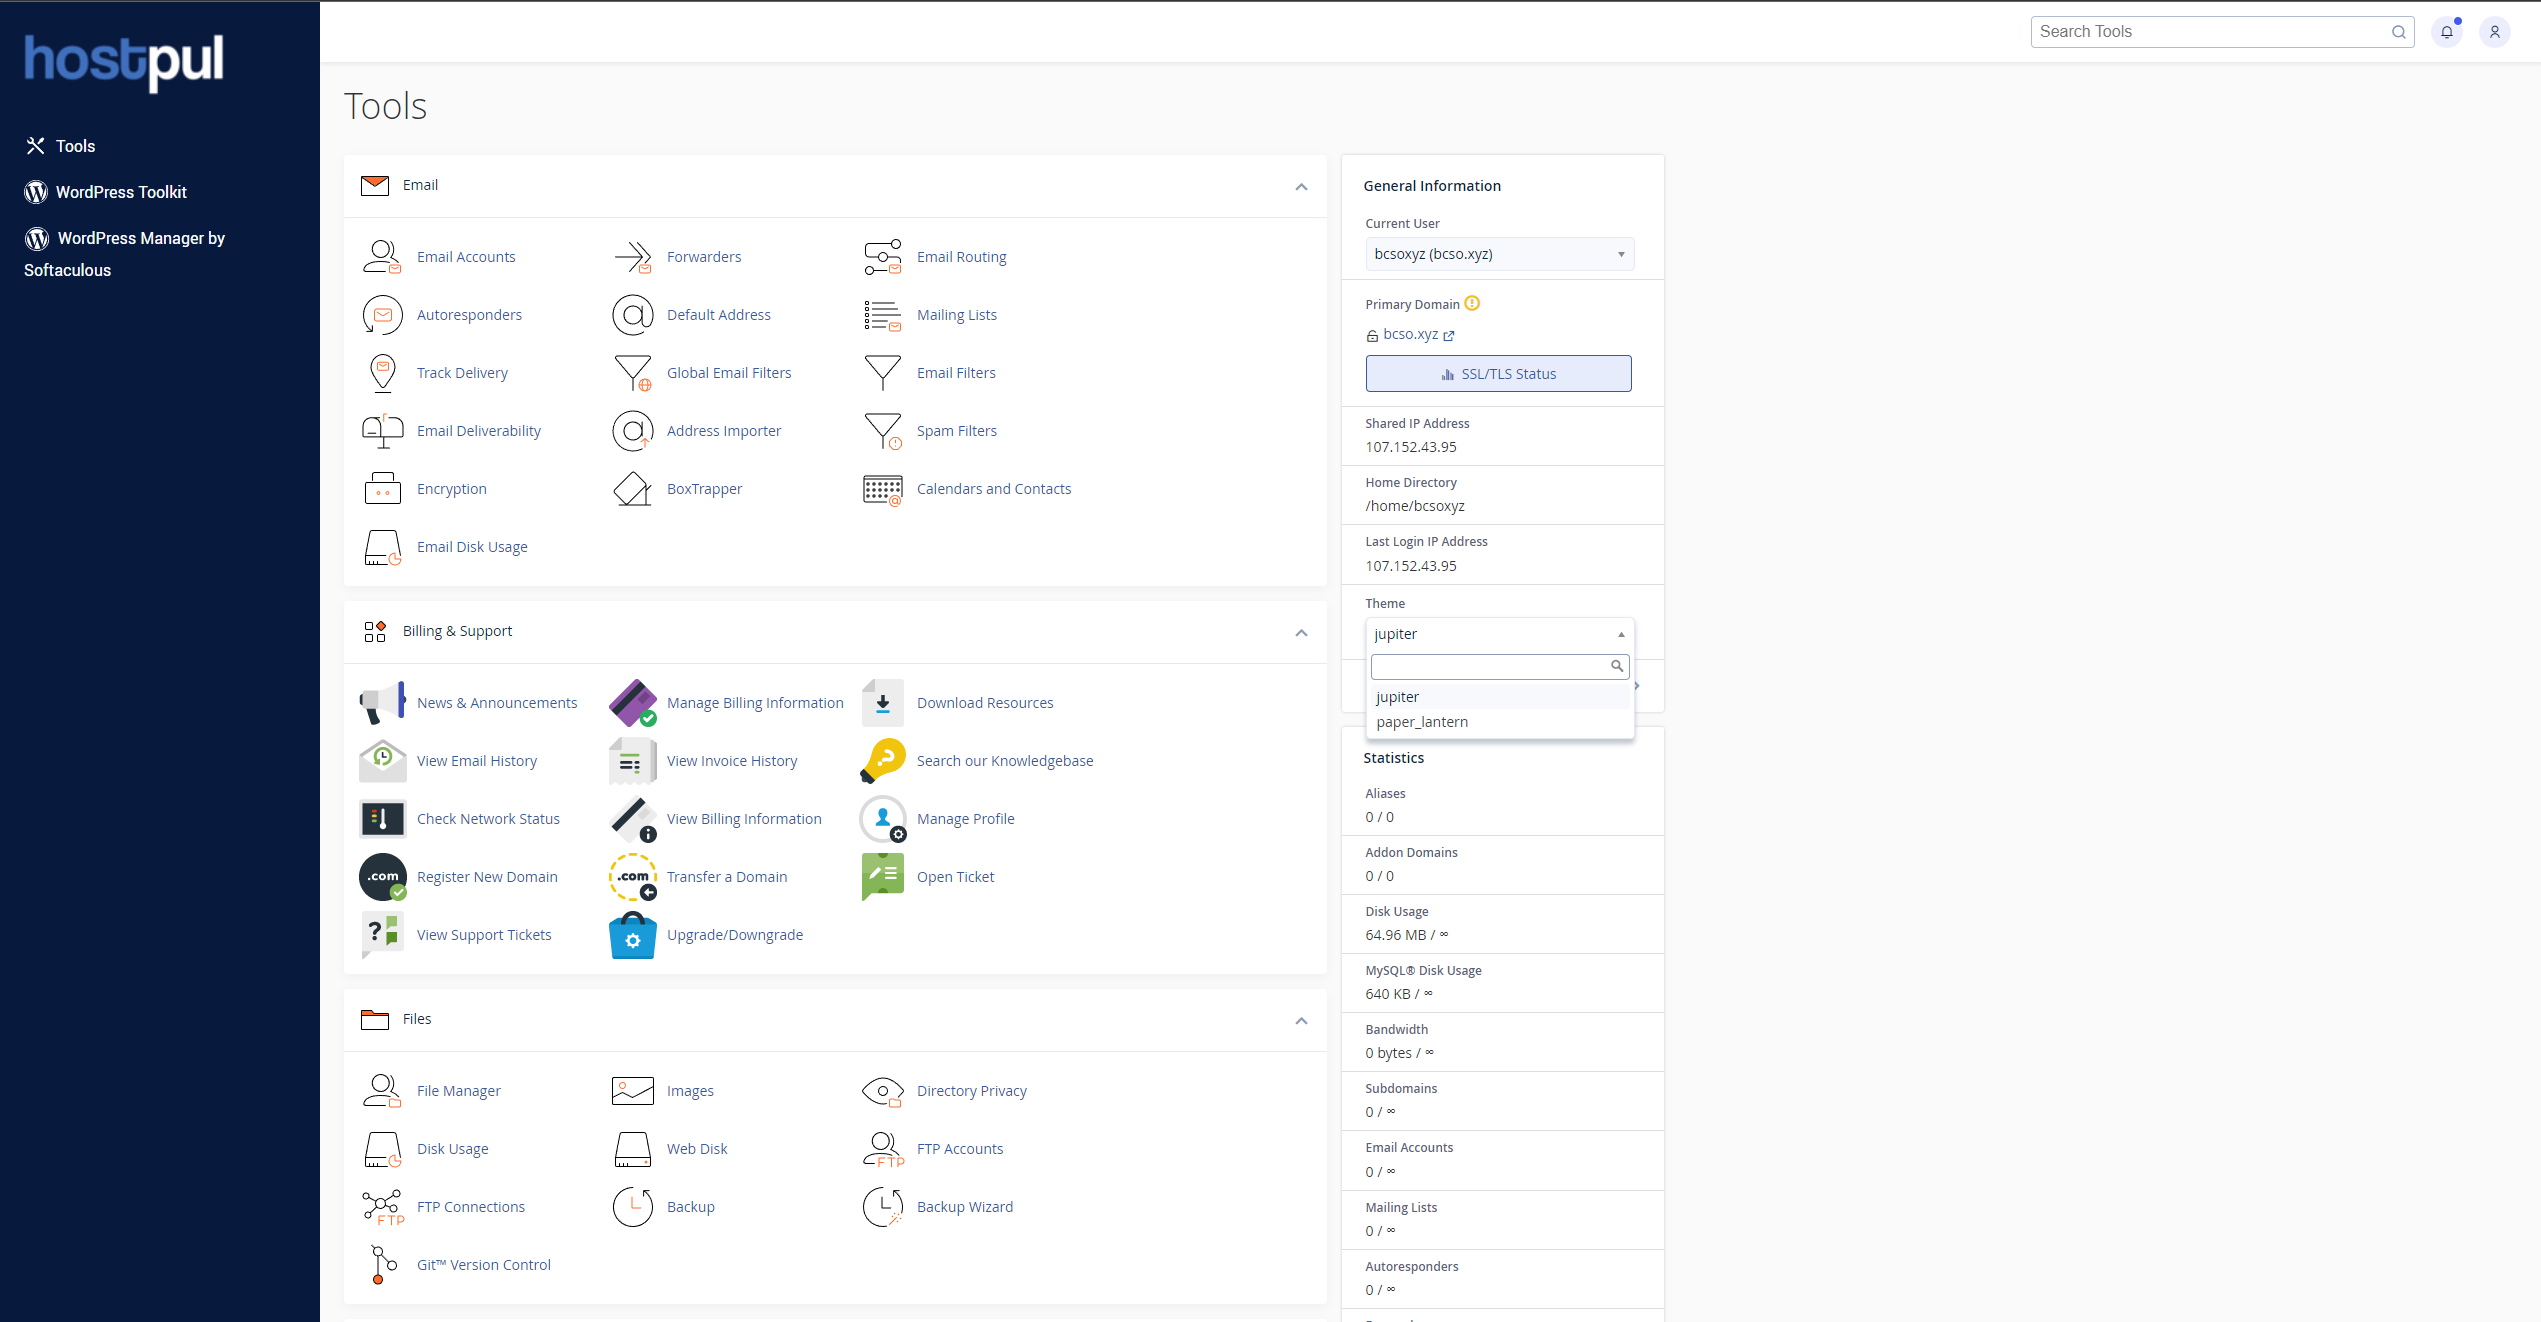 hostpul
Search Tools
Tools
WordPress Toolkit
WordPress Manager by
Softaculous
Tools
Email
Email Accounts
Forwarders
Email Routing
Autoresponders
Default Address
Mailing Lists
Track Delivery
Global Email Filters
Email Filters
Email Deliverability
Address Importer
Spam Filters
Encryption
BoxTrapper
Calendars and Contacts
Email Disk Usage
Billing & Support
News & Announcements
Manage Billing Information
Download Resources
View Email History
View Invoice History
Search our Knowledgebase
Check Network Status
View Billing Information
Manage Profile
.com
Register New Domain
.com
Transfer a Domain
Open Ticket
View Support Tickets
Upgrade/Downgrade
Files
File Manager
Images
Directory Privacy
Disk Usage
Web Disk
FTP
FTP Accounts
FTP
FTP Connections
Backup
Backup Wizard
Git™ Version Control
General Information
Current User
bcsoxyz (bcso.xyz)
Primary Domain
bcso.xyz
SSL/TLS Status
Shared IP Address
107.152.43.95
Home Directory
/home/bcsoxyz
Last Login IP Address
107.152.43.95
Theme
jupiter
jupiter
paper_lantern
Statistics
Aliases
0 / 0
Addon Domains
0 / 0
Disk Usage
64.96 MB / ∞
MySQL® Disk Usage
640 KB / ∞
Bandwidth
0 bytes / ∞
Subdomains
0 / ∞
Email Accounts
0 / ∞
Mailing Lists
0 / ∞
Autoresponders
0 / ∞